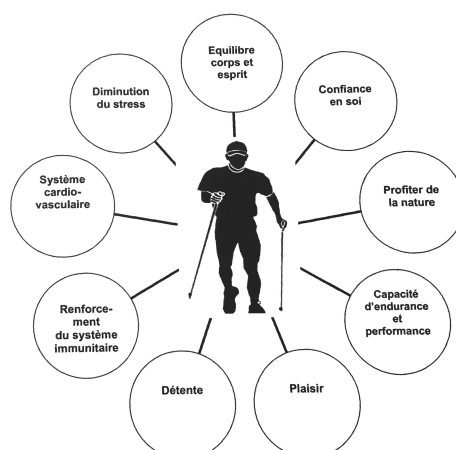 Equilibre
corps et
esprit
Confiance
en soi
Profiter de
la nature
Capacité
d'endurance
et
performance
Plaisir
Détente
Renforce-
ment
du système
immunitaire
Système
cardio-
vasculaire
Diminution
du stress